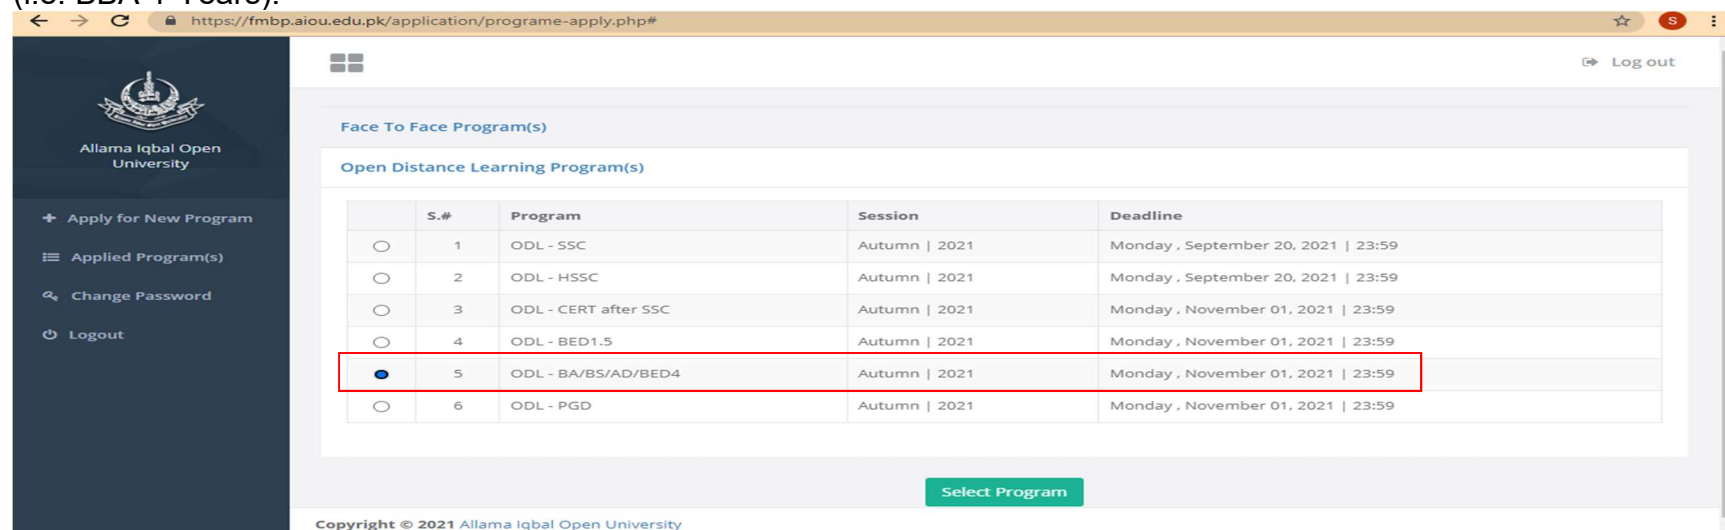 (i.e. BBA 4 Years).
https://fmbp.aiou.edu.pk/application/programe-apply.php#
S
Log out
Allama Iqbal Open
University
Apply for New Program
Applied Program(s)
Change Password
Logout
Face To Face Program(s)
Open Distance Learning Program(s)
S.# Program Session Deadline
1 ODL - SSC Autumn | 2021 Monday , September 20, 2021 | 23:59
2 ODL - HSSC Autumn | 2021 Monday , September 20, 2021 | 23:59
3 ODL - CERT after SSC Autumn | 2021 Monday , November 01, 2021 | 23:59
4 ODL - BED1.5 Autumn | 2021 Monday , November 01, 2021 | 23:59
5 ODL - BA/BS/AD/BED4 Autumn | 2021 Monday , November 01, 2021 | 23:59
6 ODL - PGD Autumn | 2021 Monday , November 01, 2021 | 23:59
Select Program
Copyright © 2021 Allama Iqbal Open University